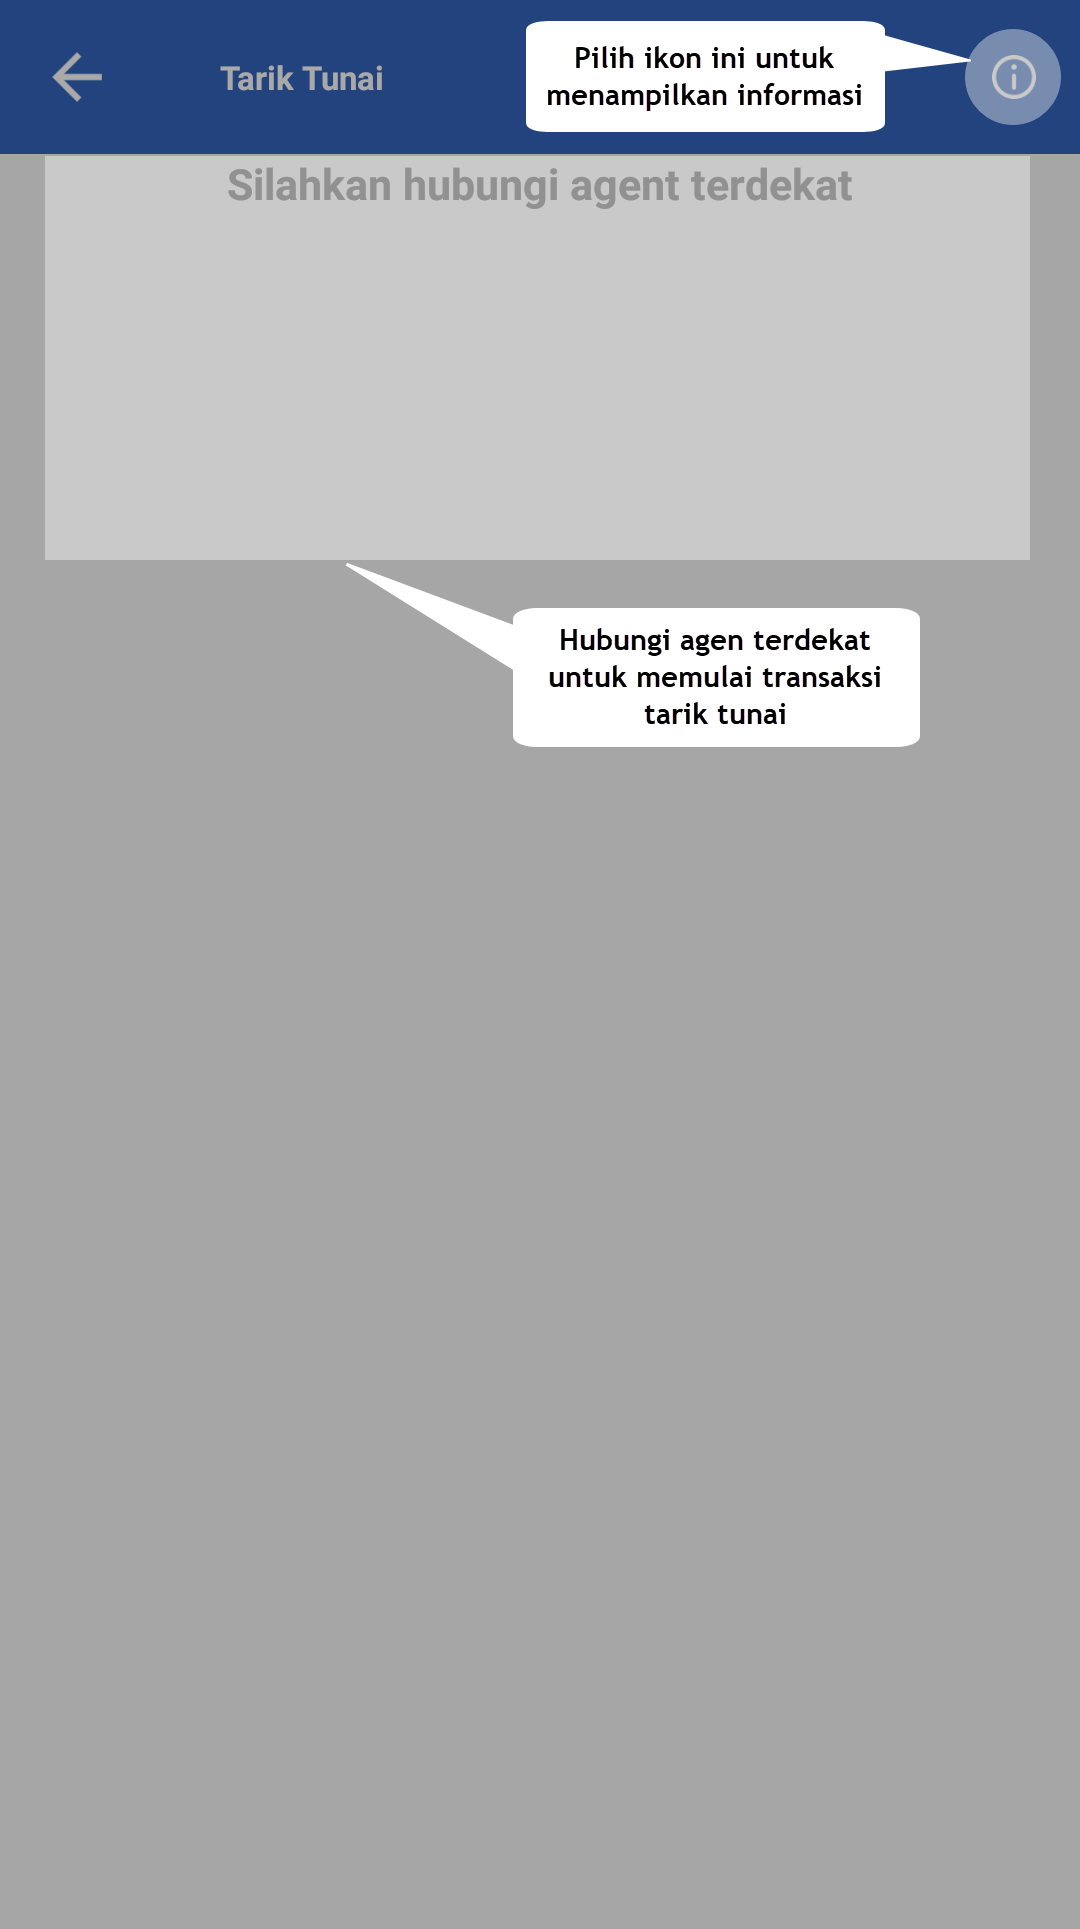 Tarik Tunai
Pilih ikon ini untuk
menampilkan informasi
Silahkan hubungi agent terdekat
Hubungi agen terdekat
untuk memulai transaksi
tarik tunai